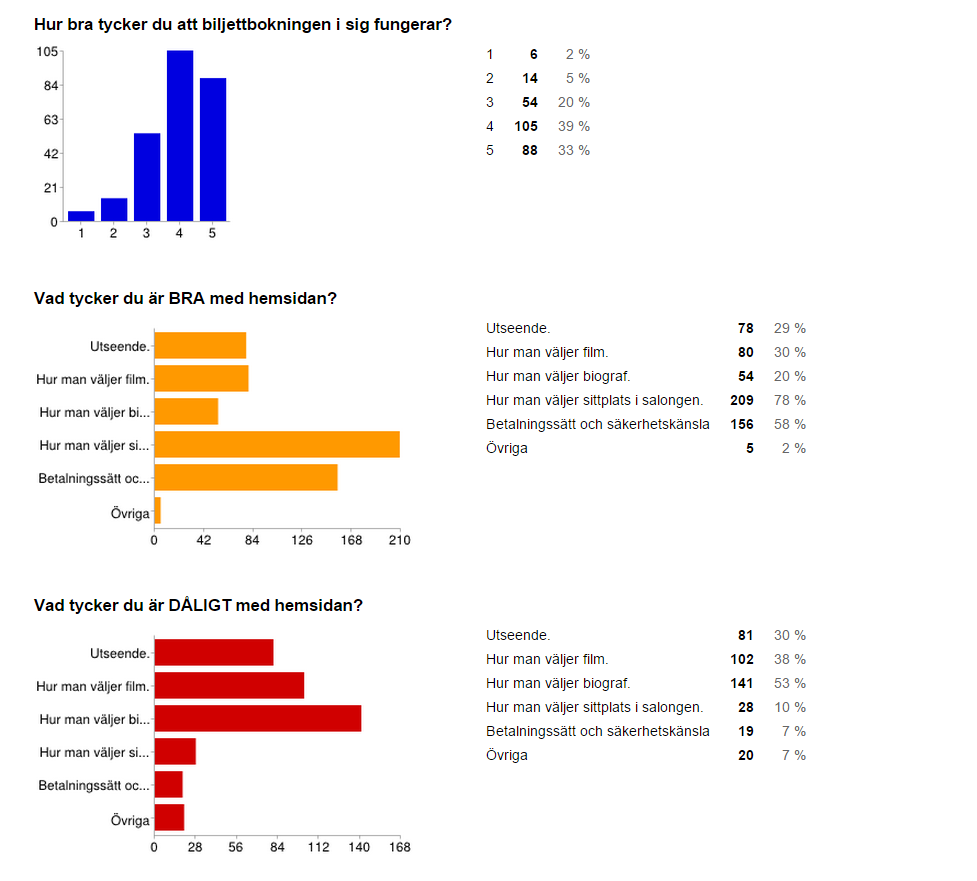 Hur bra tycker du att biljettbokningen i sig fungerar?
105
84
63
42
21
0
1 2 3 4 5
1 6 2 %
2 14 5 %
3 54 20 %
4 105 39 %
5 88 33 %
Vad tycker du är BRA med hemsidan?
Utseende.
Hur man väljer film.
Hur man väljer bi...
Hur man väljer si...
Betalningssätt oc...
Övriga
0 42 84 126 168 210
Utseende. 78 29 %
Hur man väljer film. 80 30 %
Hur man väljer biograf. 54 20 %
Hur man väljer sittplats i salongen. 209 78 %
Betalningssätt och säkerhetskänsla 156 58 %
Övriga 5 2 %
Vad tycker du är DÅLIGT med hemsidan?
Utseende.
Hur man väljer film.
Hur man väljer bi...
Hur man väljer si...
Betalningssätt oc...
Övriga
0 28 56 84 112 140 168
Utseende. 81 30 %
Hur man väljer film. 102 38 %
Hur man väljer biograf. 141 53 %
Hur man väljer sittplats i salongen. 28 10 %
Betalningssätt och säkerhetskänsla 19 7 %
Övriga 20 7 %